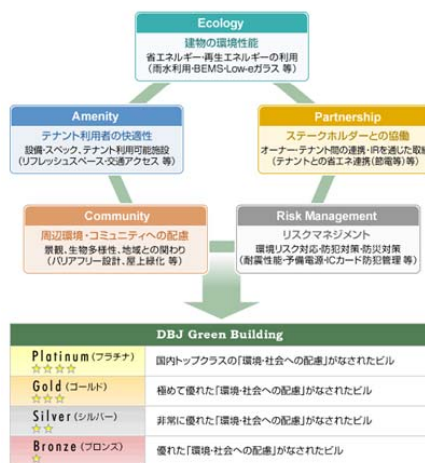 Ecology
建物の環境性能
省エネルギー・再生エネルギーの利用
(雨水利用・BEMS・Low-eガラス 等)
Amenity
テナント利用者の快適性
設備・スペック、テナント利用可能施設
(リフレッシュスペース・交通アクセス 等)
Partnership
ステークホルダーとの協働
オーナー・テナント間の連携・IRを通じた取組
(テナントとの省エネ連携(節電等)等)
Community
周辺環境・コミュニティへの配慮
景観、生物多様性、地域との関わり
(バリアフリー設計、屋上緑化 等)
Risk Management
リスクマネジメント
環境リスク対応・防犯対策・防災対策
(耐震性能・予備電源・ICカード防犯管理 等)
DBJ Green Building
Platinum (プラチナ)
☆☆☆☆
国内トップクラスの「環境・社会への配慮」がなされたビル
Gold (ゴールド)
☆☆☆
極めて優れた「環境・社会への配慮」がなされたビル
Silver (シルバー)
☆☆
非常に優れた「環境・社会への配慮」がなされたビル
Bronze (ブロンズ)
☆
優れた「環境・社会への配慮」がなされたビル